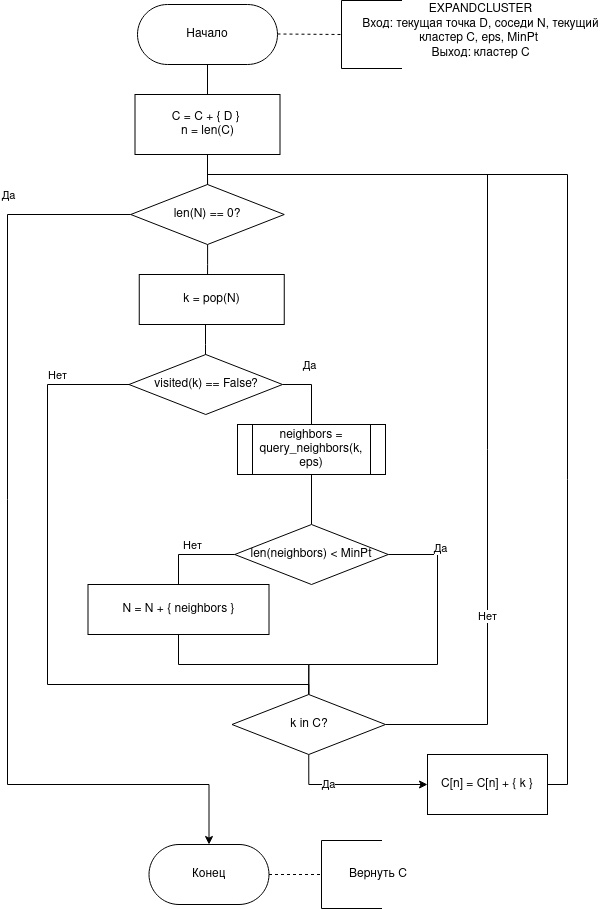 EXPANDCLUSTER
Вход: текущая точка D, соседи N, текущий
кластер C, eps, MinPt
Выход: кластер C
Начало
C = C + { D }
n = len(C)
Да
len(N) == 0?
k = pop(N)
Нет
visited(k) == False?
Да
neighbors =
query_neighbors(k,
eps)
Нет
len(neighbors) < MinPt
Да
N = N + { neighbors }
Нет
k in C?
Да
C[n] = C[n] + { k }
Конец
Вернуть C